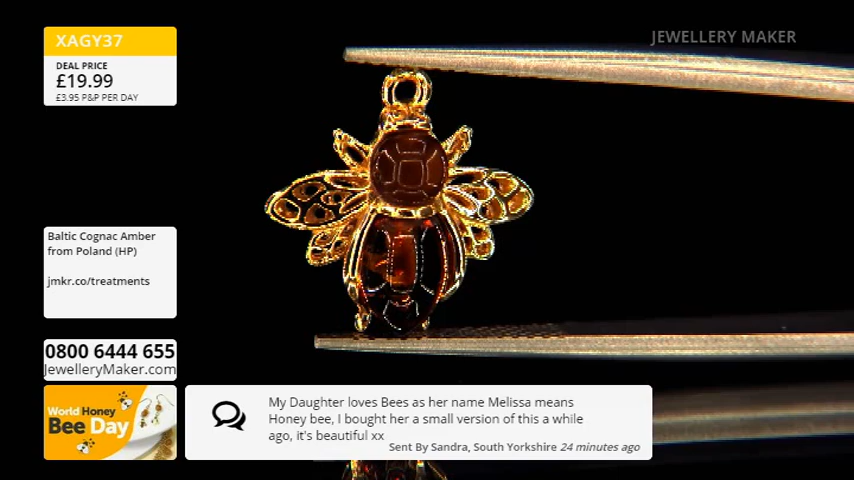 XAGY37
DEAL PRICE
£19.99
£3.95 P&P PER DAY
JEWELLERY MAKER
Baltic Cognac Amber
from Poland (HP)
jmkr.co/treatments
0800 6444 655
JewelleryMaker.com
World Honey
Bee Day
My Daughter loves Bees as her name Melissa means
Honey bee, I bought her a small version of this a while
ago, it's beautiful xx
Sent By Sandra, South Yorkshire 24 minutes ago